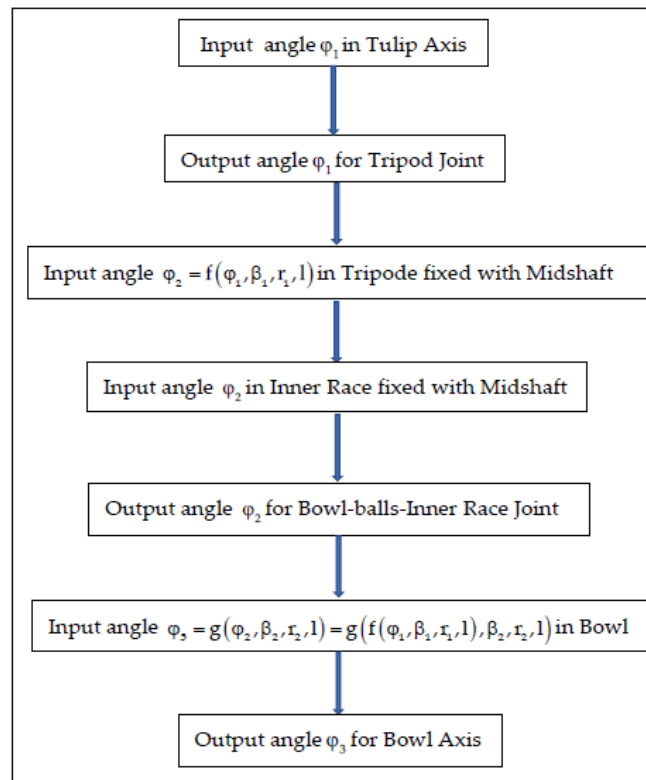 Input angle φ₁ in Tulip Axis
Output angle φ₁ for Tripod Joint
Input angle φ₂ = f(φ₁,β₁,r₁,l) in Tripode fixed with Midshaft
Input angle φ₂ in Inner Race fixed with Midshaft
Output angle φ₂ for Bowl-balls-Inner Race Joint
Input angle φ₃ = g(φ₂,β₂,r₂,l) = g(f(φ₁,β₁,r₁,l),β₂,r₂,l) in Bowl
Output angle φ₃ for Bowl Axis